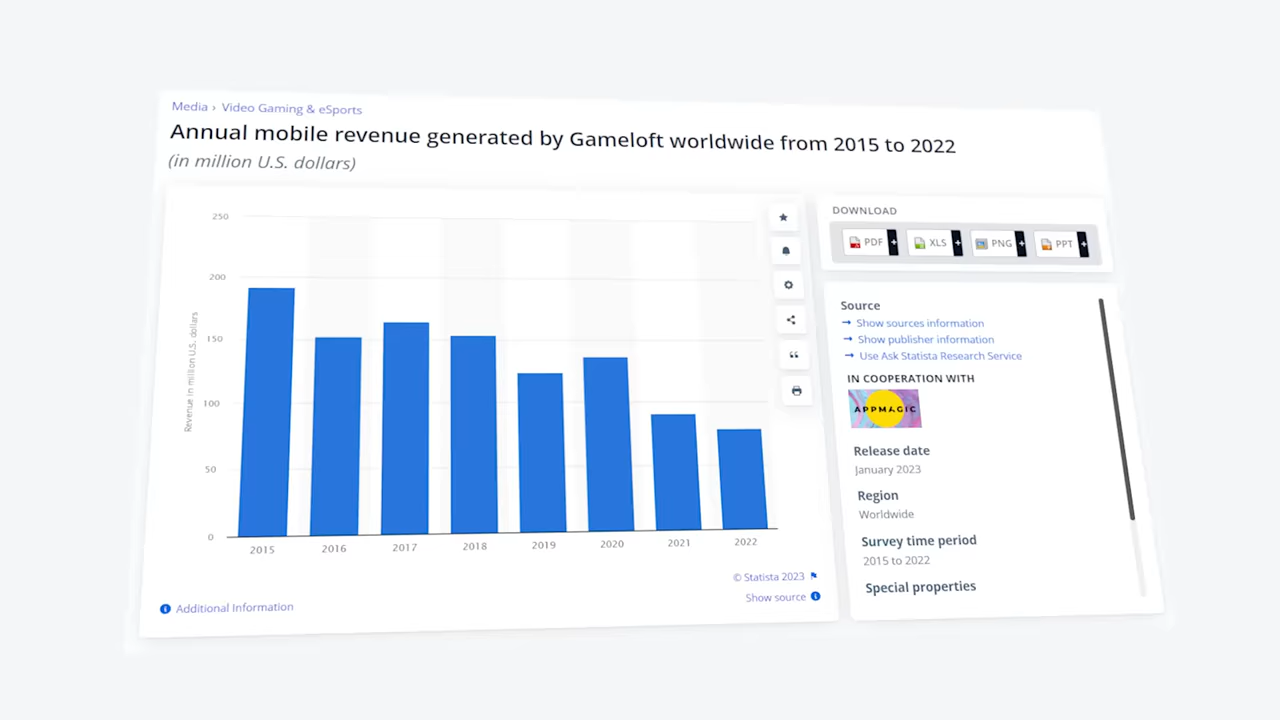 Media › Video Gaming & eSports
Annual mobile revenue generated by Gameloft worldwide from 2015 to 2022
(in million U.S. dollars)
250
200
150
100
50
0
Revenue in million U.S. dollars
2015 2016 2017 2018 2019 2020 2021 2022
© Statista 2023
Additional Information
Show source
DOWNLOAD
PDF + XLS + PNG + PPT +
Source
→ Show sources information
→ Show publisher information
→ Use Ask Statista Research Service
IN COOPERATION WITH
APPMAGIC
Release date
January 2023
Region
Worldwide
Survey time period
2015 to 2022
Special properties